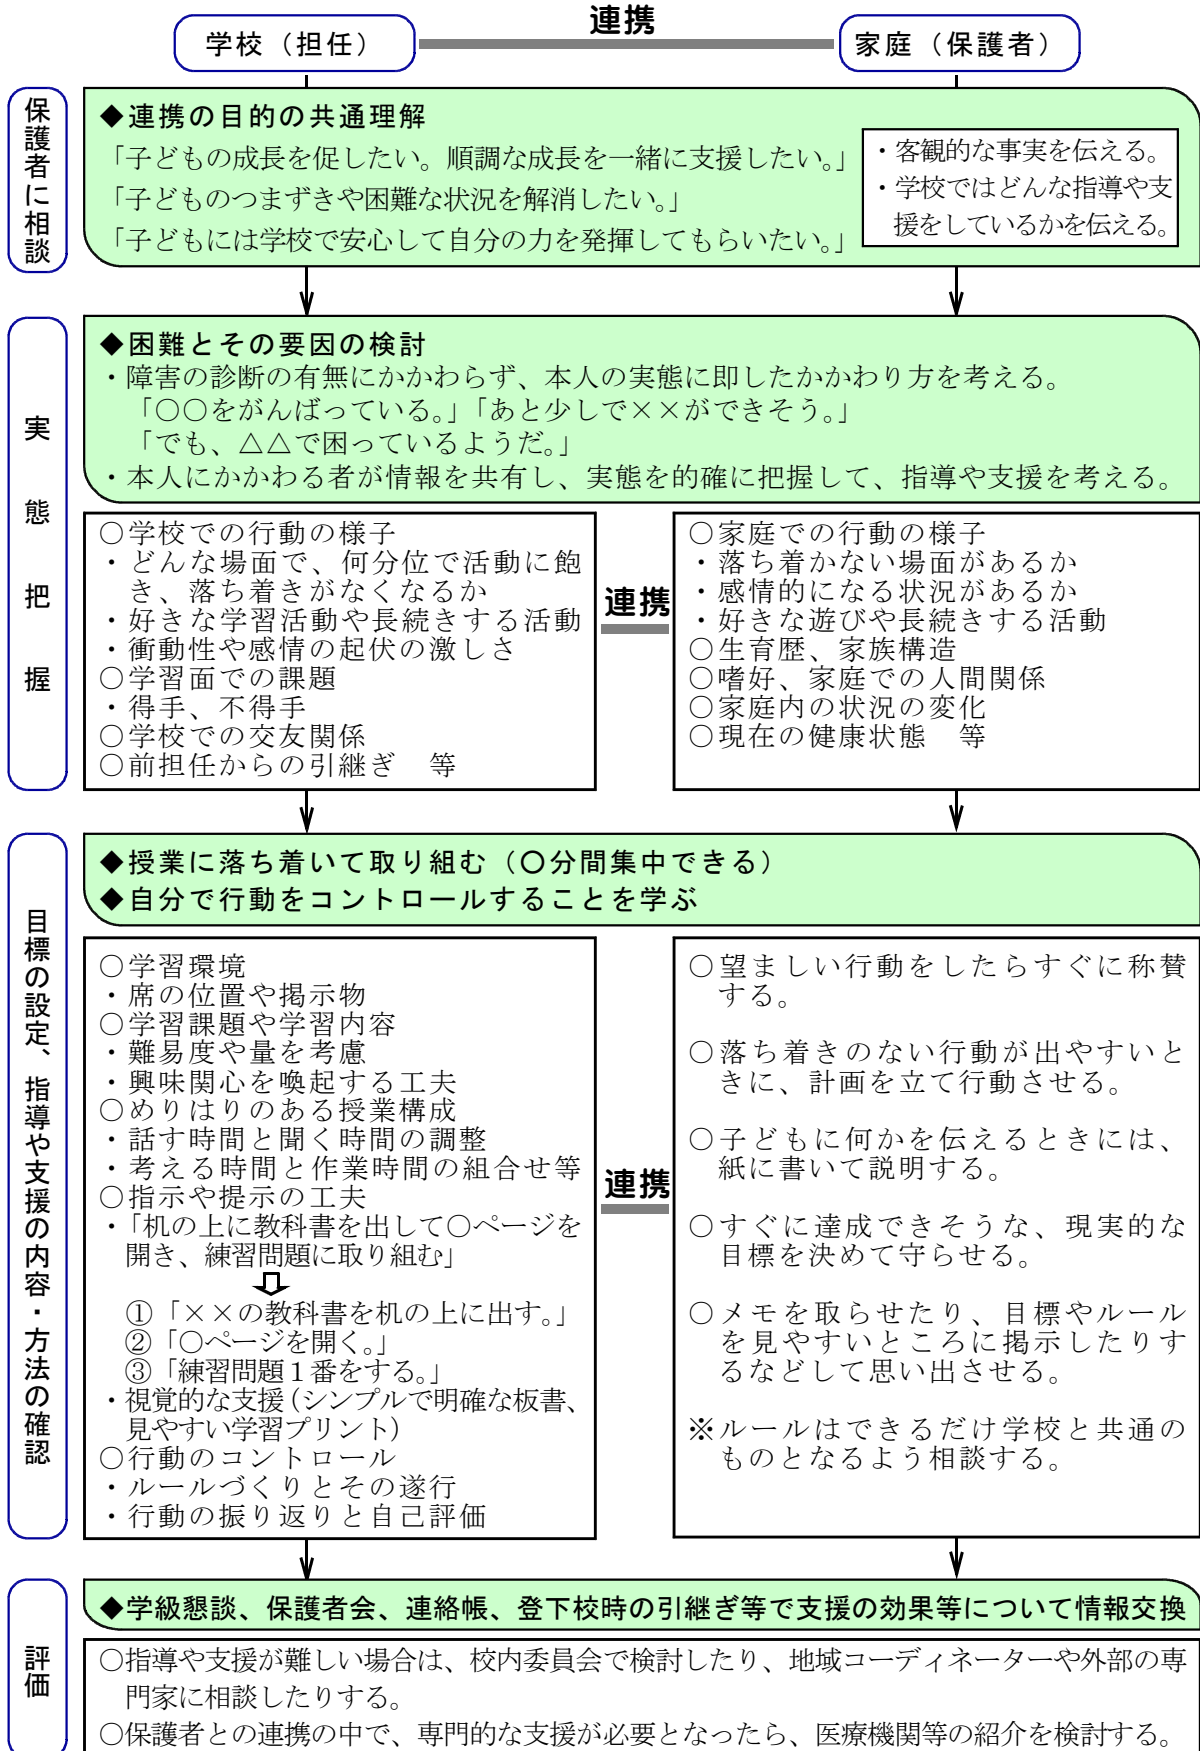 連携
学校（担任）
家庭（保護者）
保護者に相談
◆連携の目的の共通理解
「子どもの成長を促したい。順調な成長を一緒に支援したい。」
「子どものつまずきや困難な状況を解消したい。」
「子どもには学校で安心して自分の力を発揮してもらいたい。」
・客観的な事実を伝える。
・学校ではどんな指導や支
援をしているかを伝える。
実態把握
◆困難とその要因の検討
・障害の診断の有無にかかわらず、本人の実態に即したかかわり方を考える。
「○○をがんばっている。」「あと少しで××ができそう。」
「でも、△△で困っているようだ。」
・本人にかかわる者が情報を共有し、実態を的確に把握して、指導や支援を考える。
○学校での行動の様子
・どんな場面で、何分位で活動に飽
き、落ち着きがなくなるか
・好きな学習活動や長続きする活動
・衝動性や感情の起伏の激しさ
○学習面での課題
・得手、不得手
○学校での交友関係
○前担任からの引継ぎ　等
連携
○家庭での行動の様子
・落ち着かない場面があるか
・感情的になる状況があるか
・好きな遊びや長続きする活動
○生育歴、家族構造
○嗜好、家庭での人間関係
○家庭内の状況の変化
○現在の健康状態　等
目標の設定、指導や支援の内容・方法の確認
◆授業に落ち着いて取り組む（○分間集中できる）
◆自分で行動をコントロールすることを学ぶ
○学習環境
・席の位置や掲示物
○学習課題や学習内容
・難易度や量を考慮
・興味関心を喚起する工夫
○めりはりのある授業構成
・話す時間と聞く時間の調整
・考える時間と作業時間の組合せ等
○指示や提示の工夫
・「机の上に教科書を出して○ページを
開き、練習問題に取り組む」
①「××の教科書を机の上に出す。」
②「○ページを開く。」
③「練習問題１番をする。」
・視覚的な支援（シンプルで明確な板書、
見やすい学習プリント）
○行動のコントロール
・ルールづくりとその遂行
・行動の振り返りと自己評価
連携
○望ましい行動をしたらすぐに称賛
する。
○落ち着きのない行動が出やすいと
きに、計画を立て行動させる。
○子どもに何かを伝えるときには、
紙に書いて説明する。
○すぐに達成できそうな、現実的な
目標を決めて守らせる。
○メモを取らせたり、目標やルール
を見やすいところに掲示したりす
るなどして思い出させる。
※ルールはできるだけ学校と共通の
ものとなるよう相談する。
評価
◆学級懇談、保護者会、連絡帳、登下校時の引継ぎ等で支援の効果等について情報交換
○指導や支援が難しい場合は、校内委員会で検討したり、地域コーディネーターや外部の専
門家に相談したりする。
○保護者との連携の中で、専門的な支援が必要となったら、医療機関等の紹介を検討する。